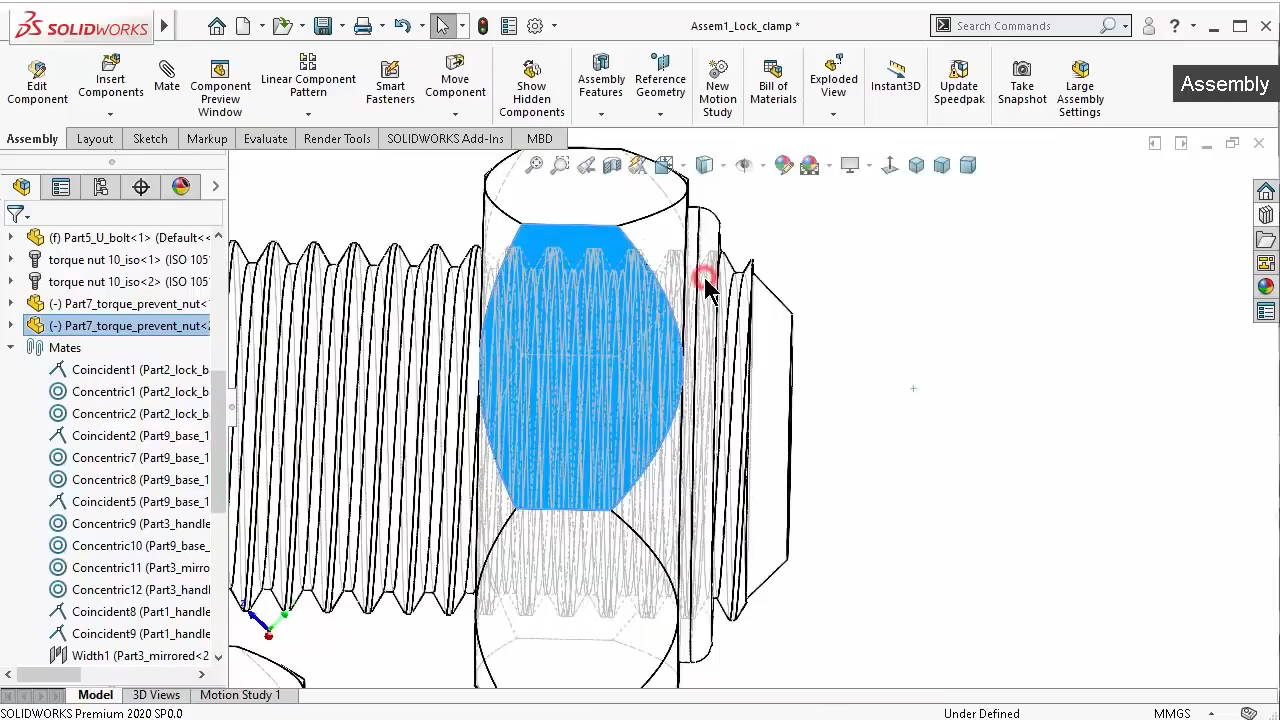 SOLIDWORKS
Assem1_Lock_clamp *
Search Commands
Edit Component
Insert Components
Mate
Component Preview Window
Linear Component Pattern
Smart Fasteners
Move Component
Show Hidden Components
Assembly Features
Reference Geometry
New Motion Study
Bill of Materials
Exploded View
Instant3D
Update Speedpak
Take Snapshot
Large Assembly Settings
Assembly
Assembly
Layout
Sketch
Markup
Evaluate
Render Tools
SOLIDWORKS Add-Ins
MBD
(f) Part5_U_bolt<1> (Default<<
torque nut 10_iso<1> (ISO 105
torque nut 10_iso<2> (ISO 105
(-) Part7_torque_prevent_nut<
(-) Part7_torque_prevent_nut<2
Mates
Coincident1 (Part2_lock_b
Concentric1 (Part2_lock_b
Concentric2 (Part2_lock_b
Coincident2 (Part9_base_1
Concentric7 (Part9_base_1
Concentric8 (Part9_base_1
Coincident5 (Part9_base_1
Concentric9 (Part3_handle
Concentric10 (Part9_base_
Concentric11 (Part3_mirro
Concentric12 (Part3_handl
Coincident8 (Part1_handle
Coincident9 (Part1_handle
Width1 (Part3_mirrored<2
Model
3D Views
Motion Study 1
SOLIDWORKS Premium 2020 SP0.0
Under Defined
MMGS